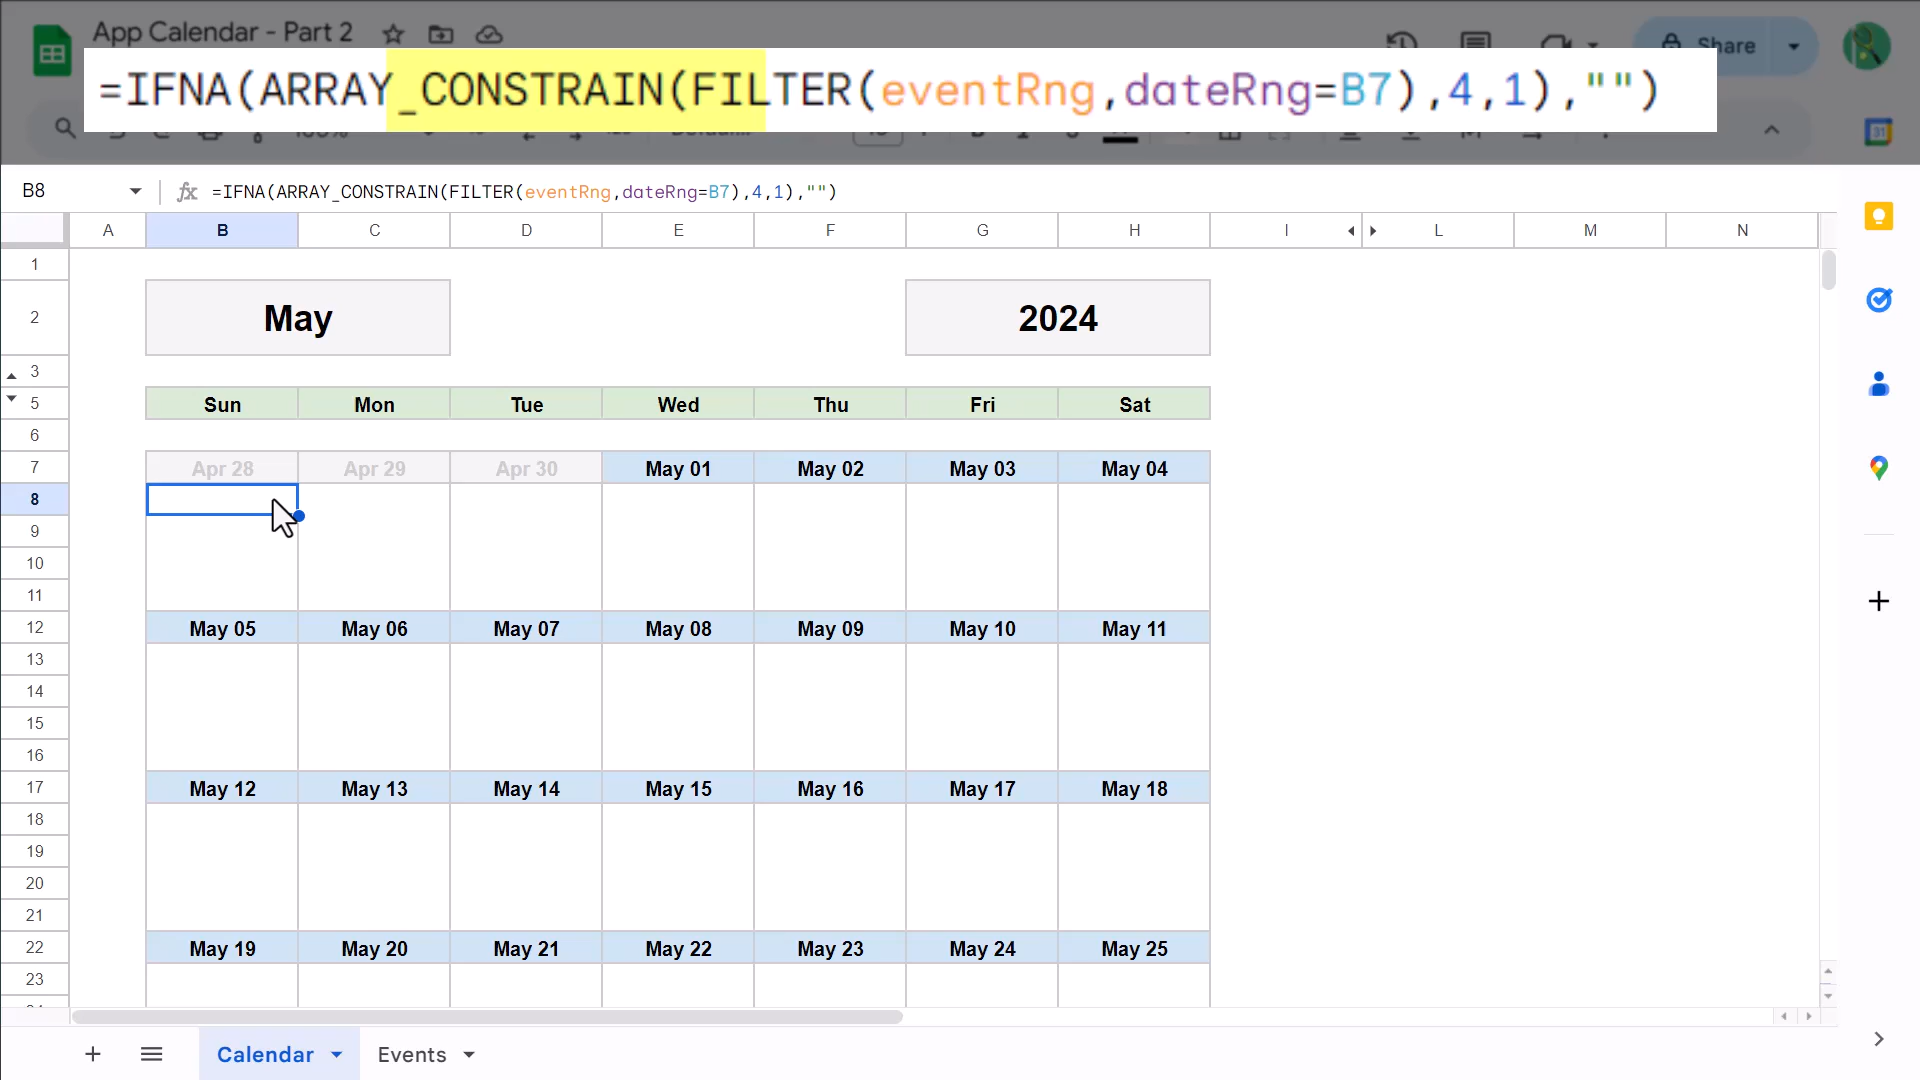 App Calendar - Part 2
Share
=IFNA(ARRAY_CONSTRAIN(FILTER(eventRng,dateRng=B7),4,1),"")
B8
fx =IFNA(ARRAY_CONSTRAIN(FILTER(eventRng,dateRng=B7),4,1),"")
A B C D E F G H I L M N
1
2 May 2024
3
5 Sun Mon Tue Wed Thu Fri Sat
6
7 Apr 28 Apr 29 Apr 30 May 01 May 02 May 03 May 04
8
9
10
11
12 May 05 May 06 May 07 May 08 May 09 May 10 May 11
13
14
15
16
17 May 12 May 13 May 14 May 15 May 16 May 17 May 18
18
19
20
21
22 May 19 May 20 May 21 May 22 May 23 May 24 May 25
23
Calendar Events
31